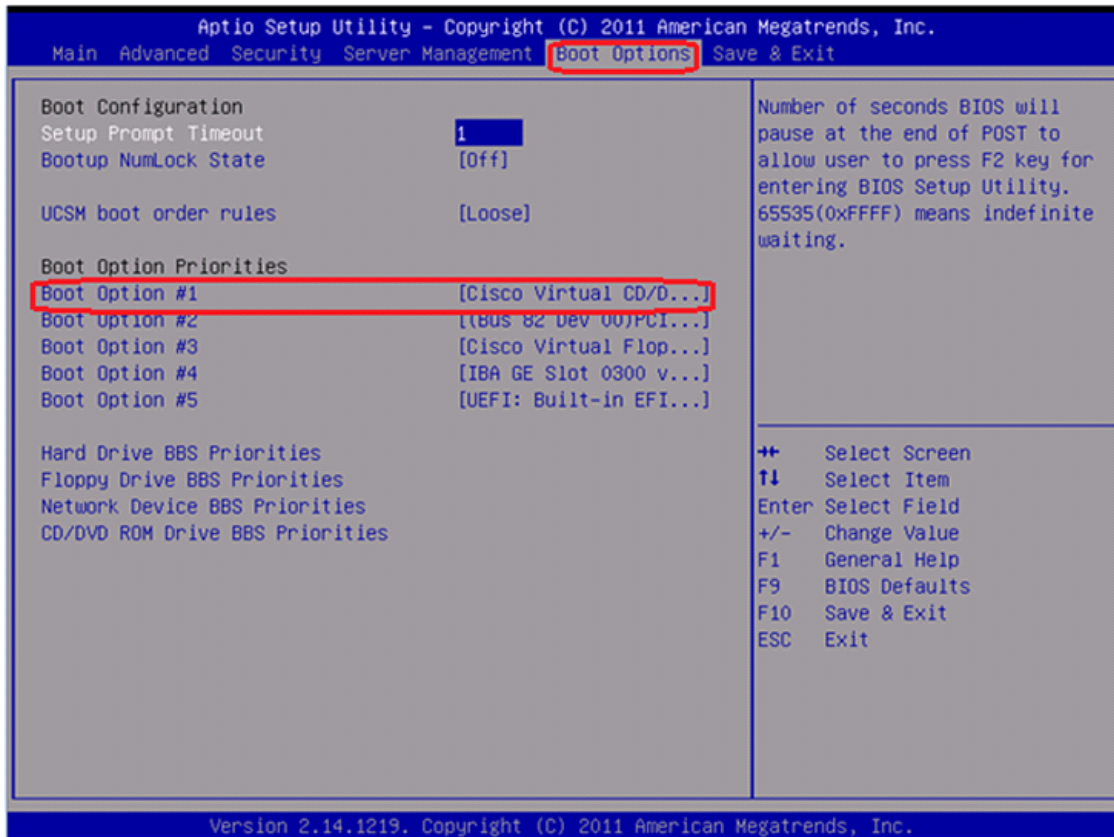 Aptio Setup Utility – Copyright (C) 2011 American Megatrends, Inc.
Main Advanced Security Server Management Boot Options Save & Exit
Boot Configuration
Setup Prompt Timeout 1
Bootup NumLock State [Off]
UCSM boot order rules [Loose]
Boot Option Priorities
Boot Option #1 [Cisco Virtual CD/D...]
Boot Option #2 [(Bus 82 Dev 00)PCI...]
Boot Option #3 [Cisco Virtual Flop...]
Boot Option #4 [IBA GE Slot 0300 v...]
Boot Option #5 [UEFI: Built-in EFI...]
Hard Drive BBS Priorities
Floppy Drive BBS Priorities
Network Device BBS Priorities
CD/DVD ROM Drive BBS Priorities
Number of seconds BIOS will
pause at the end of POST to
allow user to press F2 key for
entering BIOS Setup Utility.
65535(0xFFFF) means indefinite
waiting.
→← Select Screen
↑↓ Select Item
Enter Select Field
+/- Change Value
F1 General Help
F9 BIOS Defaults
F10 Save & Exit
ESC Exit
Version 2.14.1219. Copyright (C) 2011 American Megatrends, Inc.